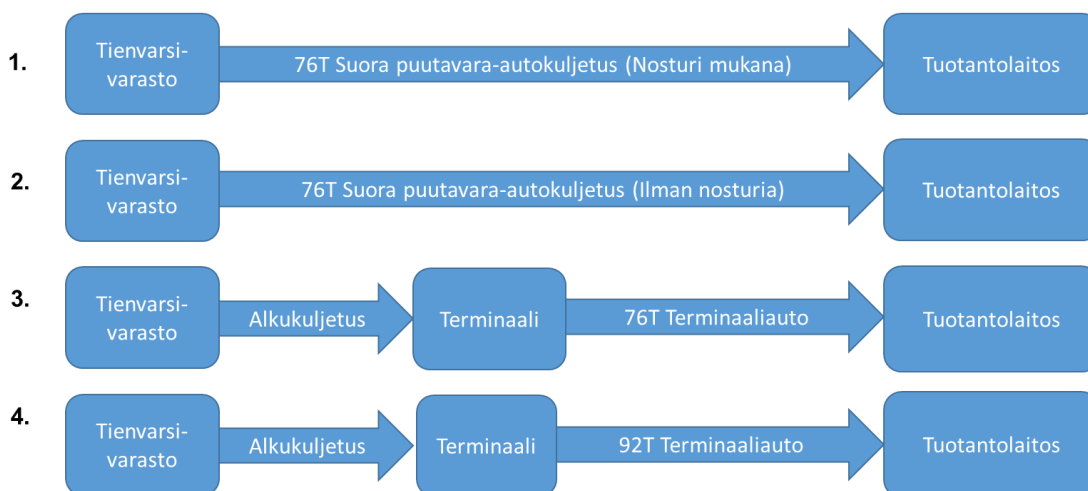 1.
Tienvarsi-
varasto
76T Suora puutavara-autokuljetus (Nosturi mukana)
Tuotantolaitos
2.
Tienvarsi-
varasto
76T Suora puutavara-autokuljetus (Ilman nosturia)
Tuotantolaitos
3.
Tienvarsi-
varasto
Alkukuljetus
Terminaali
76T Terminaaliauto
Tuotantolaitos
4.
Tienvarsi-
varasto
Alkukuljetus
Terminaali
92T Terminaaliauto
Tuotantolaitos